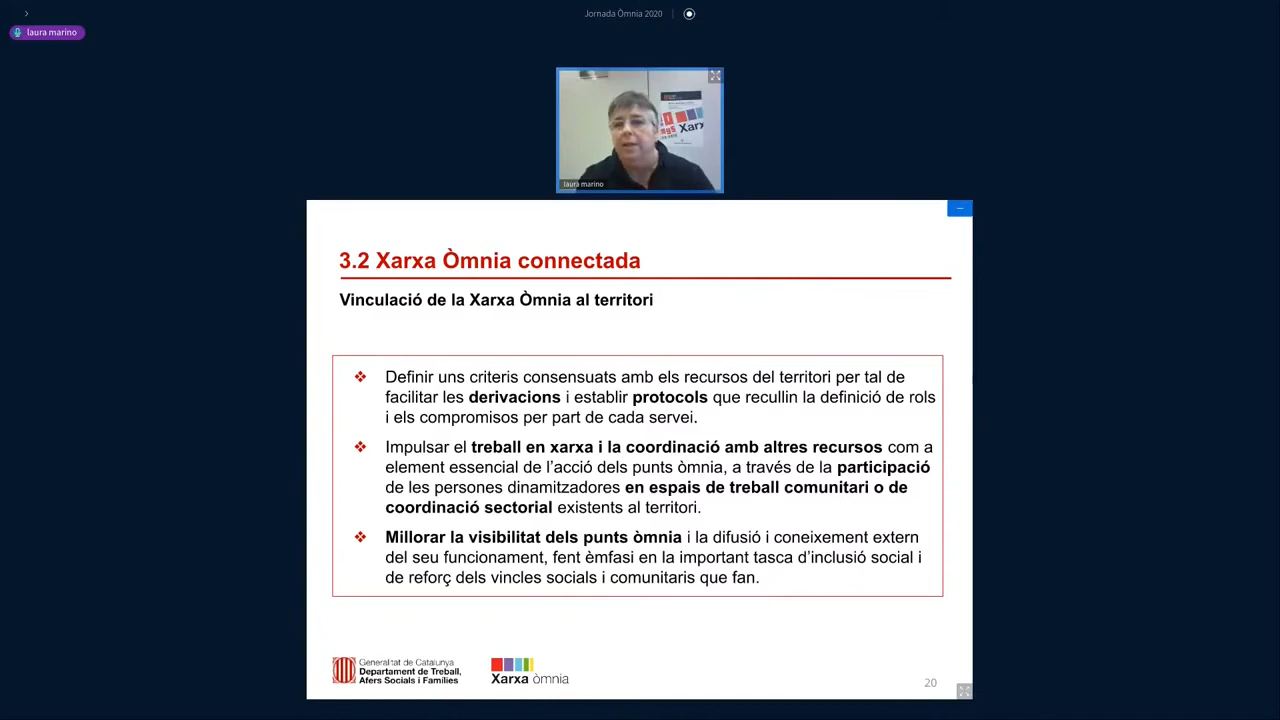 Jornada Òmnia 2020
laura marino
Xarx
laura marino
3.2 Xarxa Òmnia connectada
Vinculació de la Xarxa Òmnia al territori
Definir uns criteris consensuats amb els recursos del territori per tal de
facilitar les derivacions i establir protocols que recullin la definició de rols
i els compromisos per part de cada servei.
Impulsar el treball en xarxa i la coordinació amb altres recursos com a
element essencial de l'acció dels punts òmnia, a través de la participació
de les persones dinamitzadores en espais de treball comunitari o de
coordinació sectorial existents al territori.
Millorar la visibilitat dels punts òmnia i la difusió i coneixement extern
del seu funcionament, fent èmfasi en la important tasca d'inclusió social i
de reforç dels vincles socials i comunitaris que fan.
Generalitat de Catalunya
Departament de Treball,
Afers Socials i Famílies
Xarxa òmnia
20